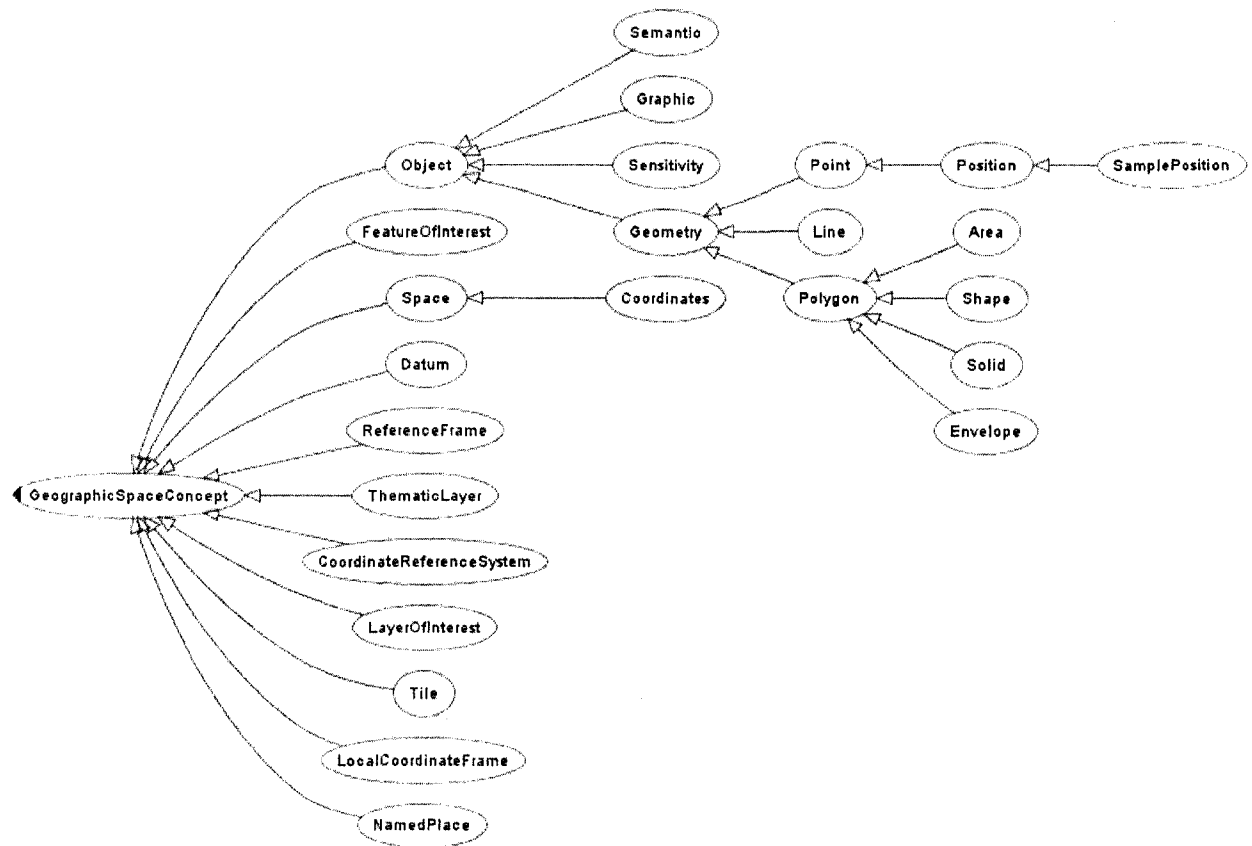 Semantio
Graphic
Object
Sensitivity
Point
Position
SamplePosition
FeatureOfInterest
Geometry
Line
Area
Space
Coordinates
Polygon
Shape
Datum
Solid
ReferenceFrame
Envelope
GeographicSpaceConcept
ThematicLayer
CoordinateReferenceSystem
LayerOfInterest
Tile
LocalCoordinateFrame
NamedPlace